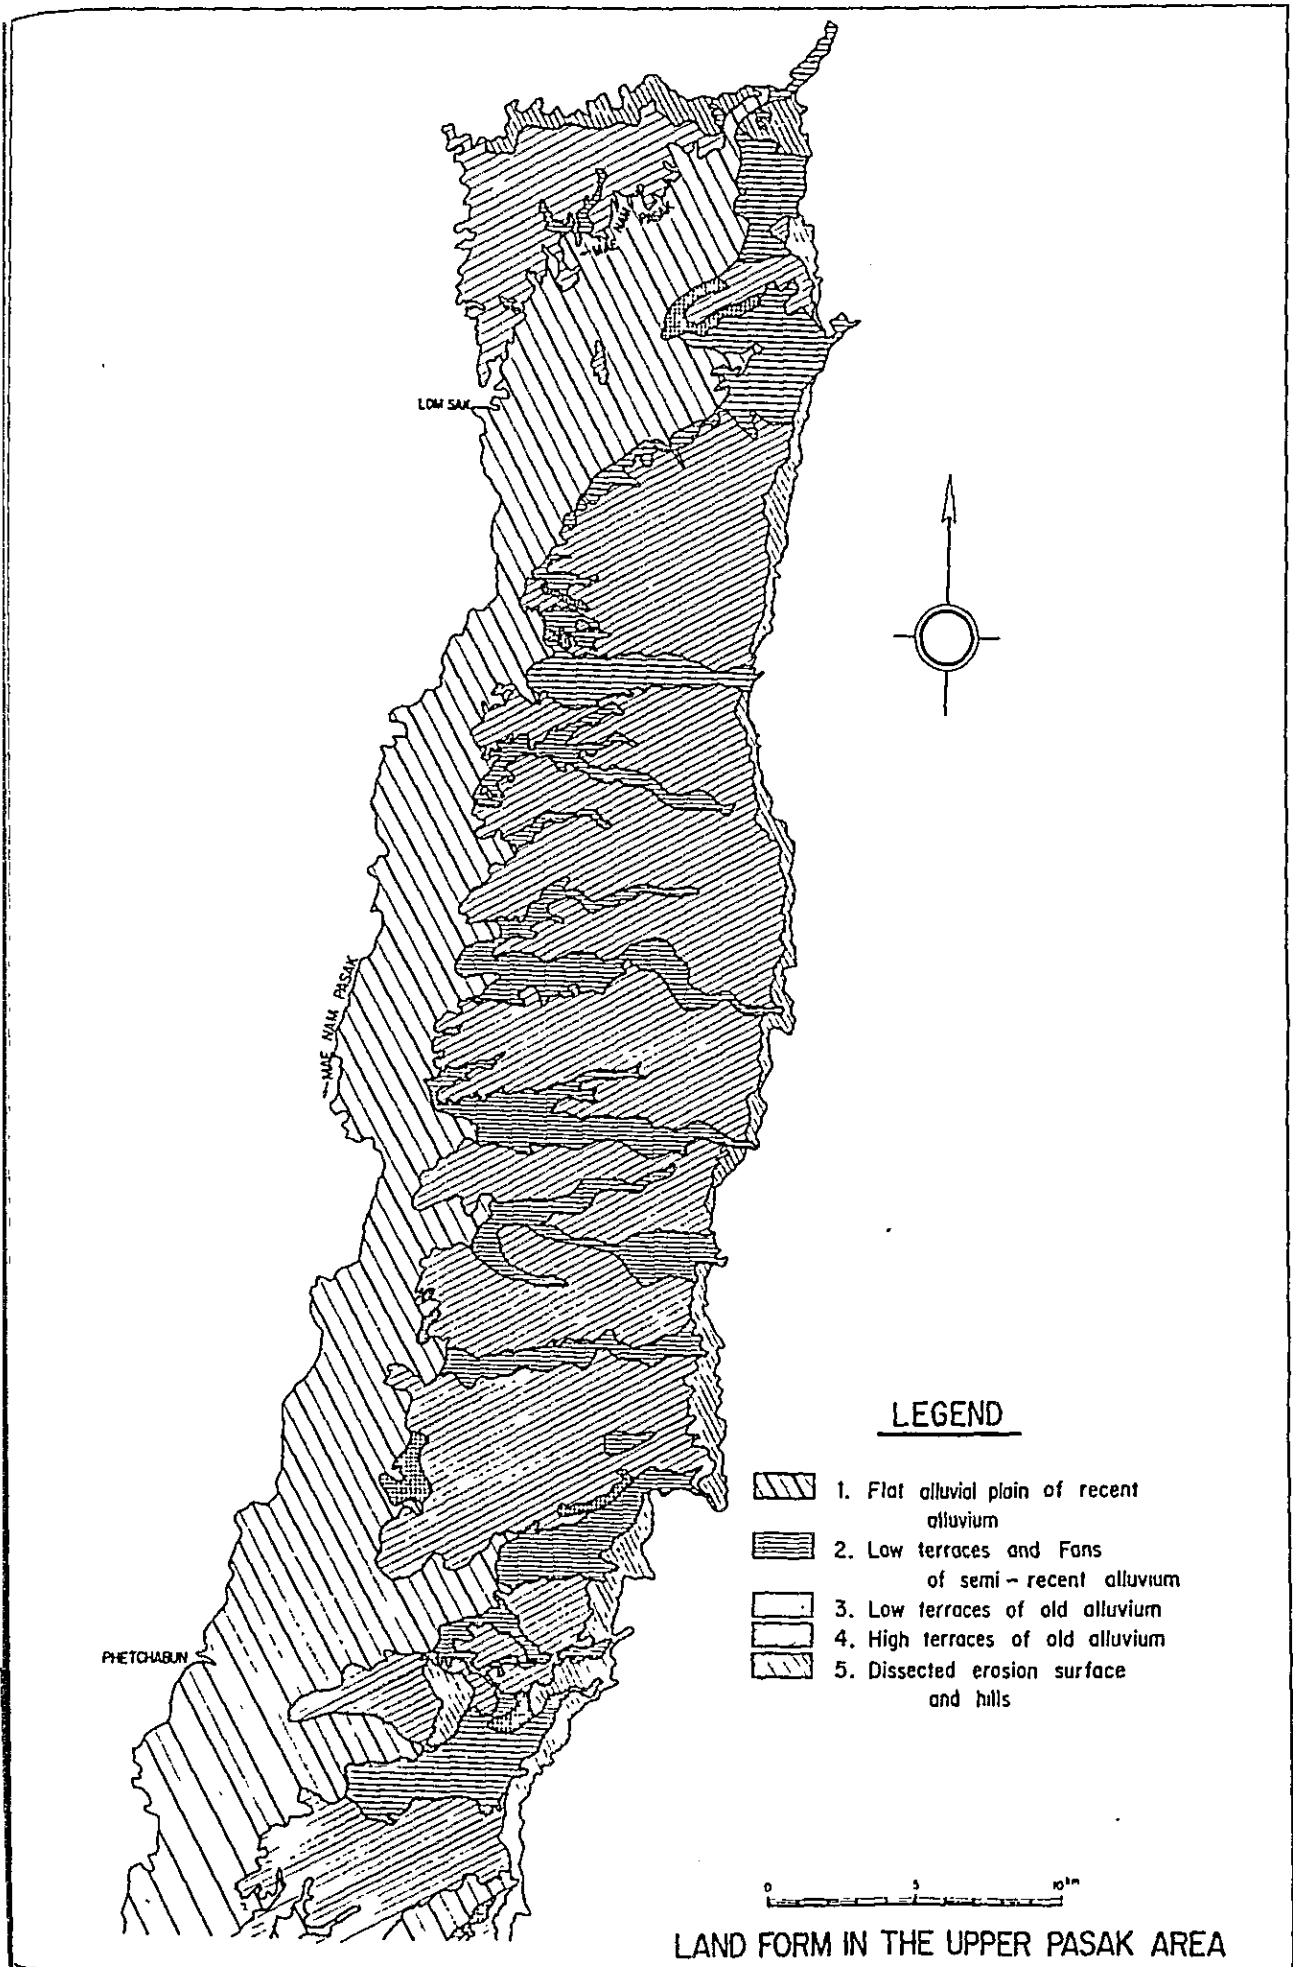 MAE NAM PASAK
LOM SAK
MAE NAM PASAK
PHETCHABUN
LEGEND
1. Flat alluvial plain of recent
alluvium
2. Low terraces and Fans
of semi-recent alluvium
3. Low terraces of old alluvium
4. High terraces of old alluvium
5. Dissected erosion surface
and hills
0 5 10km
LAND FORM IN THE UPPER PASAK AREA